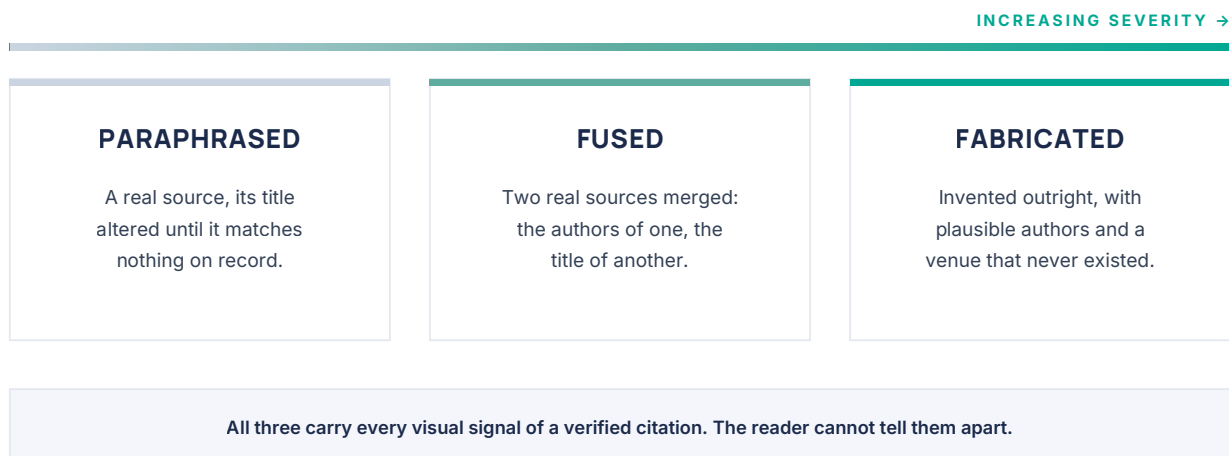 INCREASING SEVERITY →
PARAPHRASED
A real source, its title
altered until it matches
nothing on record.
FUSED
Two real sources merged:
the authors of one, the
title of another.
FABRICATED
Invented outright, with
plausible authors and a
venue that never existed.
All three carry every visual signal of a verified citation. The reader cannot tell them apart.